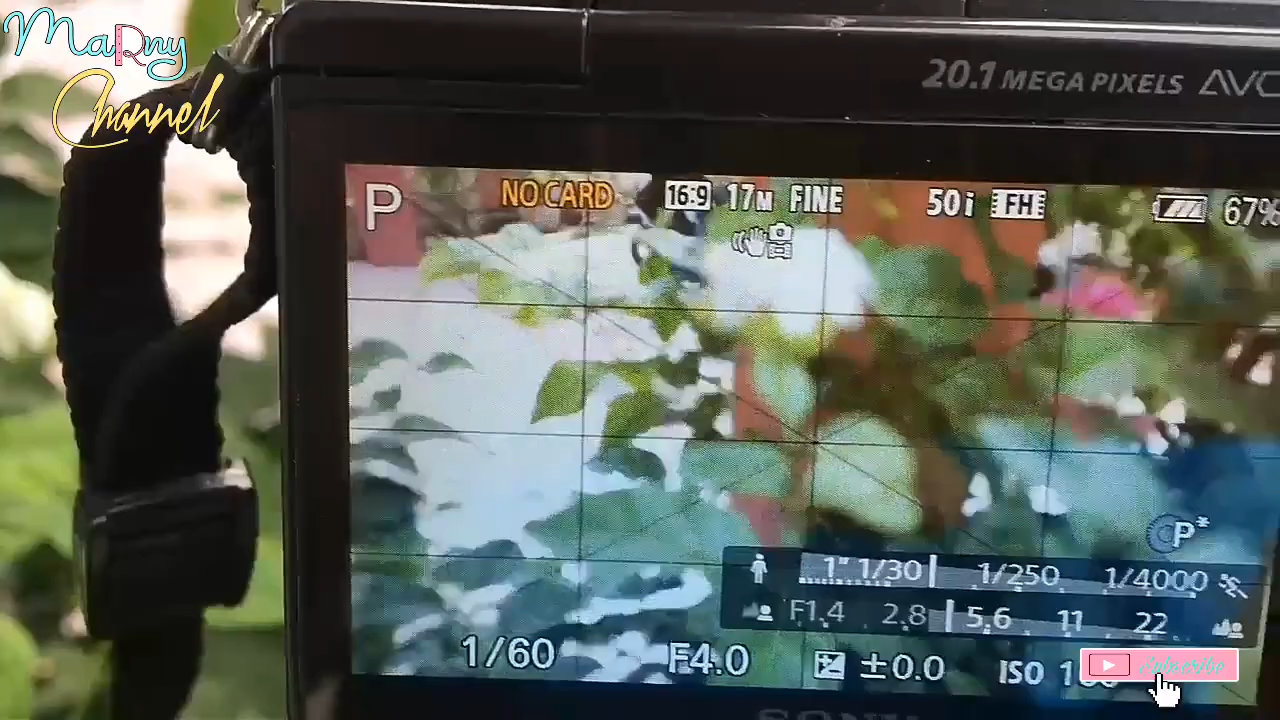 MaRny
Channel
20.1 MEGA PIXELS
P NO CARD 16:9 17M FINE 50i FH 67%
P*
1" 1/30 1/250 1/4000
F1.4 2.8 5.6 11 22
1/60 F4.0 ±0.0 ISO
Subscribe
SONY